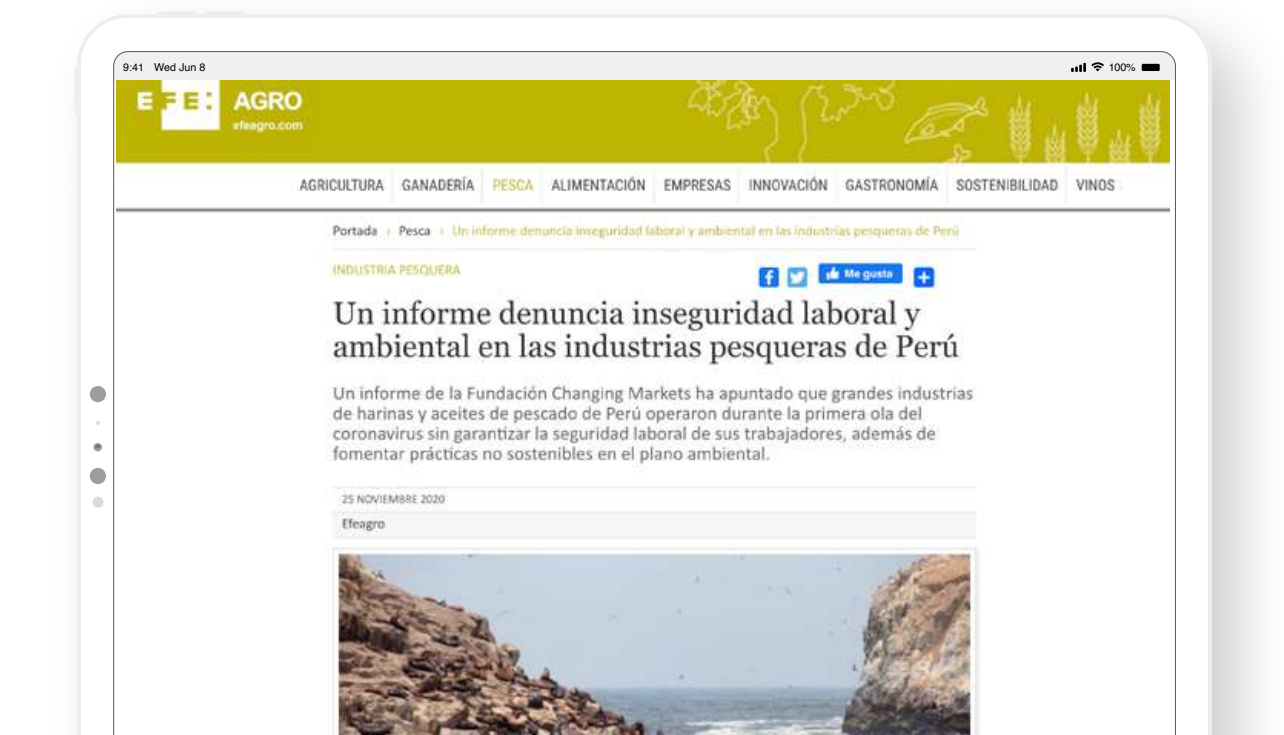 9:41 Wed Jun 8 100%
EFE: AGRO
efeagro.com
AGRICULTURA GANADERÍA PESCA ALIMENTACIÓN EMPRESAS INNOVACIÓN GASTRONOMÍA SOSTENIBILIDAD VINOS
Portada Pesca Un informe denuncia inseguridad laboral y ambiental en las industrias pesqueras de Perú
INDUSTRIA PESQUERA
Me gusta
Un informe denuncia inseguridad laboral y
ambiental en las industrias pesqueras de Perú
Un informe de la Fundación Changing Markets ha apuntado que grandes industrias
de harinas y aceites de pescado de Perú operaron durante la primera ola del
coronavirus sin garantizar la seguridad laboral de sus trabajadores, además de
fomentar prácticas no sostenibles en el plano ambiental.
25 NOVIEMBRE 2020
Efeagro